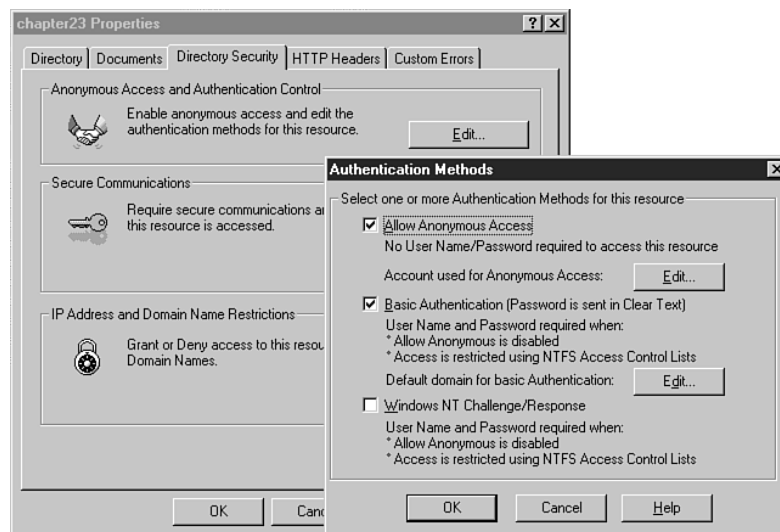 chapter23 Properties
Directory
Documents
Directory Security
HTTP Headers
Custom Errors
Anonymous Access and Authentication Control
Enable anonymous access and edit the
authentication methods for this resource.
Edit...
Secure Communications
Require secure communications a
this resource is accessed.
IP Address and Domain Name Restrictions
Grant or Deny access to this resou
Domain Names.
OK
Canc
Authentication Methods
Select one or more Authentication Methods for this resource
Allow Anonymous Access
No User Name/Password required to access this resource
Account used for Anonymous Access:
Edit...
Basic Authentication (Password is sent in Clear Text)
User Name and Password required when:
* Allow Anonymous is disabled
* Access is restricted using NTFS Access Control Lists
Default domain for basic Authentication:
Edit...
Windows NT Challenge/Response
User Name and Password required when:
* Allow Anonymous is disabled
* Access is restricted using NTFS Access Control Lists
OK
Cancel
Help